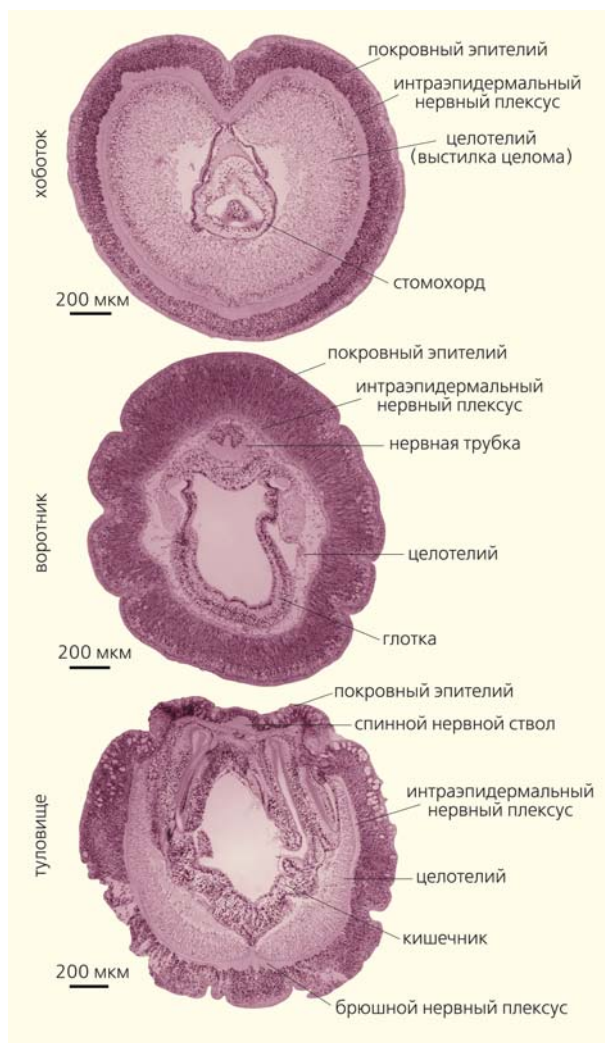 покровный эпителий
интраэпидермальный
нервный плексус
целотелий
(выстилка целома)
хоботок
стомохорд
200 мкм
покровный эпителий
интраэпидермальный
нервный плексус
нервная трубка
воротник
целотелий
глотка
200 мкм
покровный эпителий
спинной нервной ствол
интраэпидермальный
нервный плексус
туловище
целотелий
кишечник
200 мкм
брюшной нервный плексус